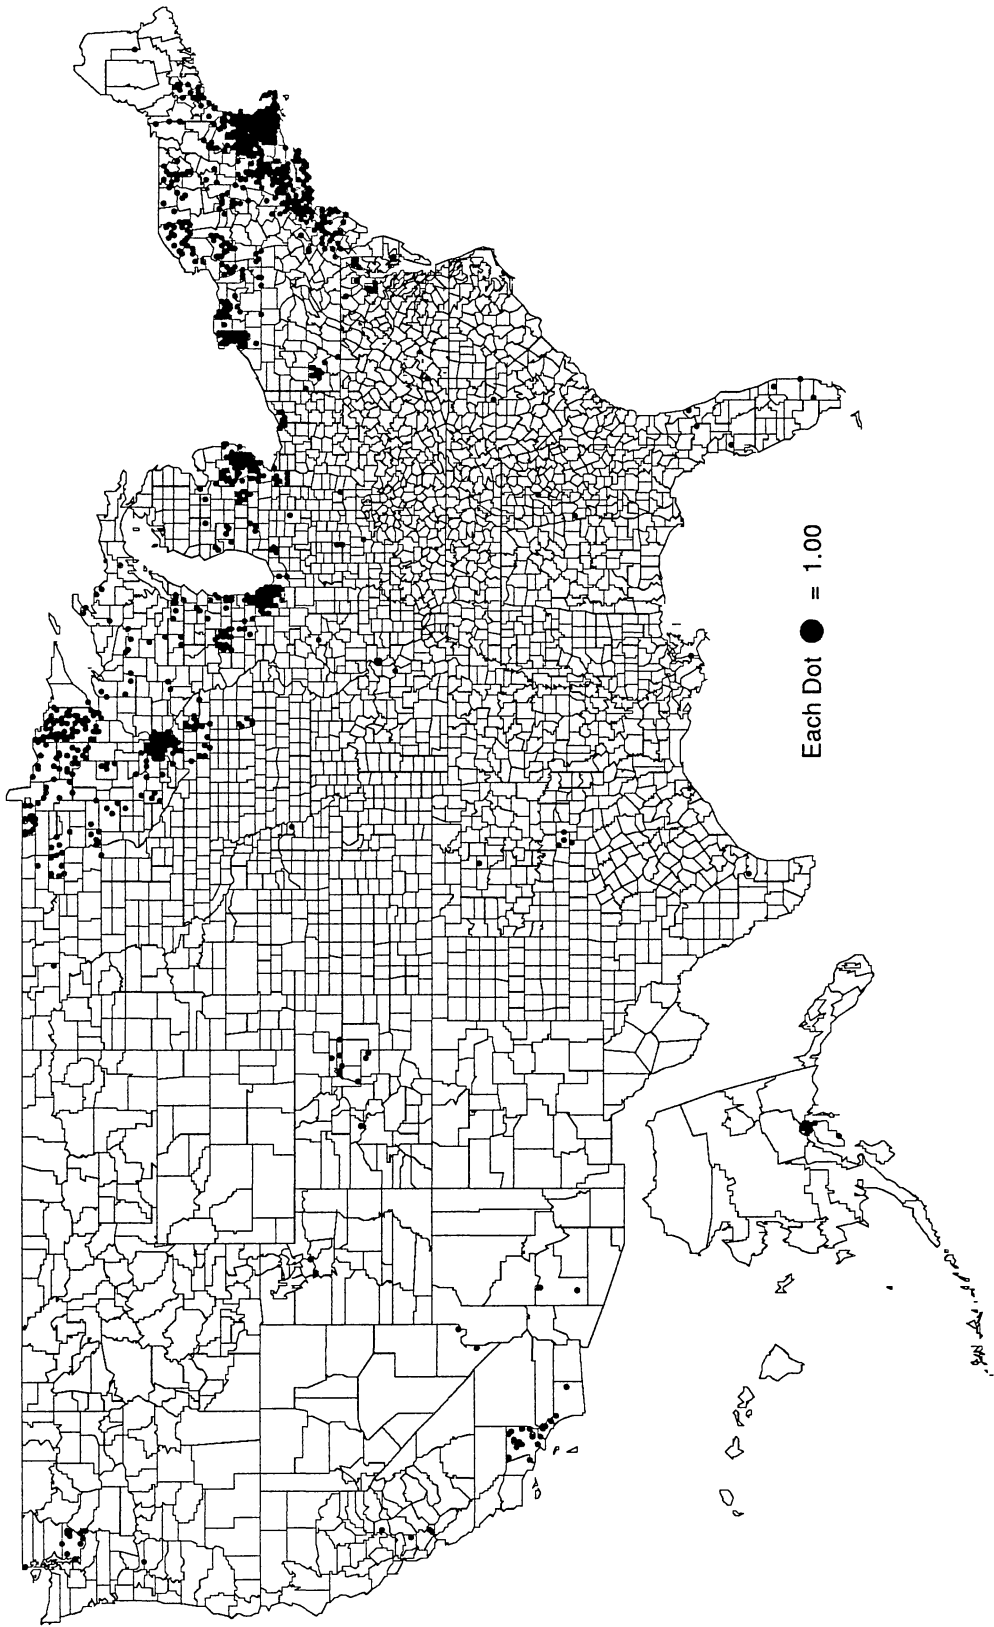 Each Dot ● = 1.00